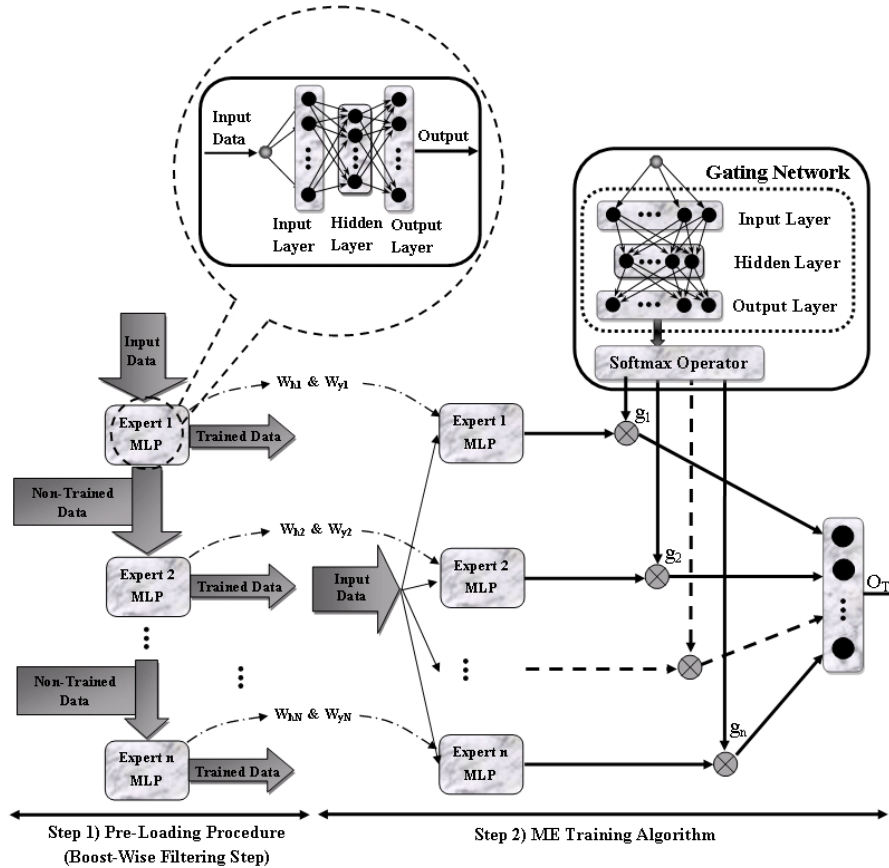 Input
Data
Output
Input
Layer
Hidden
Layer
Output
Layer
Gating Network
Input Layer
Hidden Layer
Output Layer
Softmax Operator
Input
Data
Wh1 & Wy1
Expert 1
MLP
Trained Data
Expert 1
MLP
g1
Non-Trained
Data
Wh2 & Wy2
Expert 2
MLP
Trained Data
Input
Data
Expert 2
MLP
g2
OT
Non-Trained
Data
WhN & WyN
Expert n
MLP
Trained Data
Expert n
MLP
gn
Step 1) Pre-Loading Procedure
(Boost-Wise Filtering Step)
Step 2) ME Training Algorithm